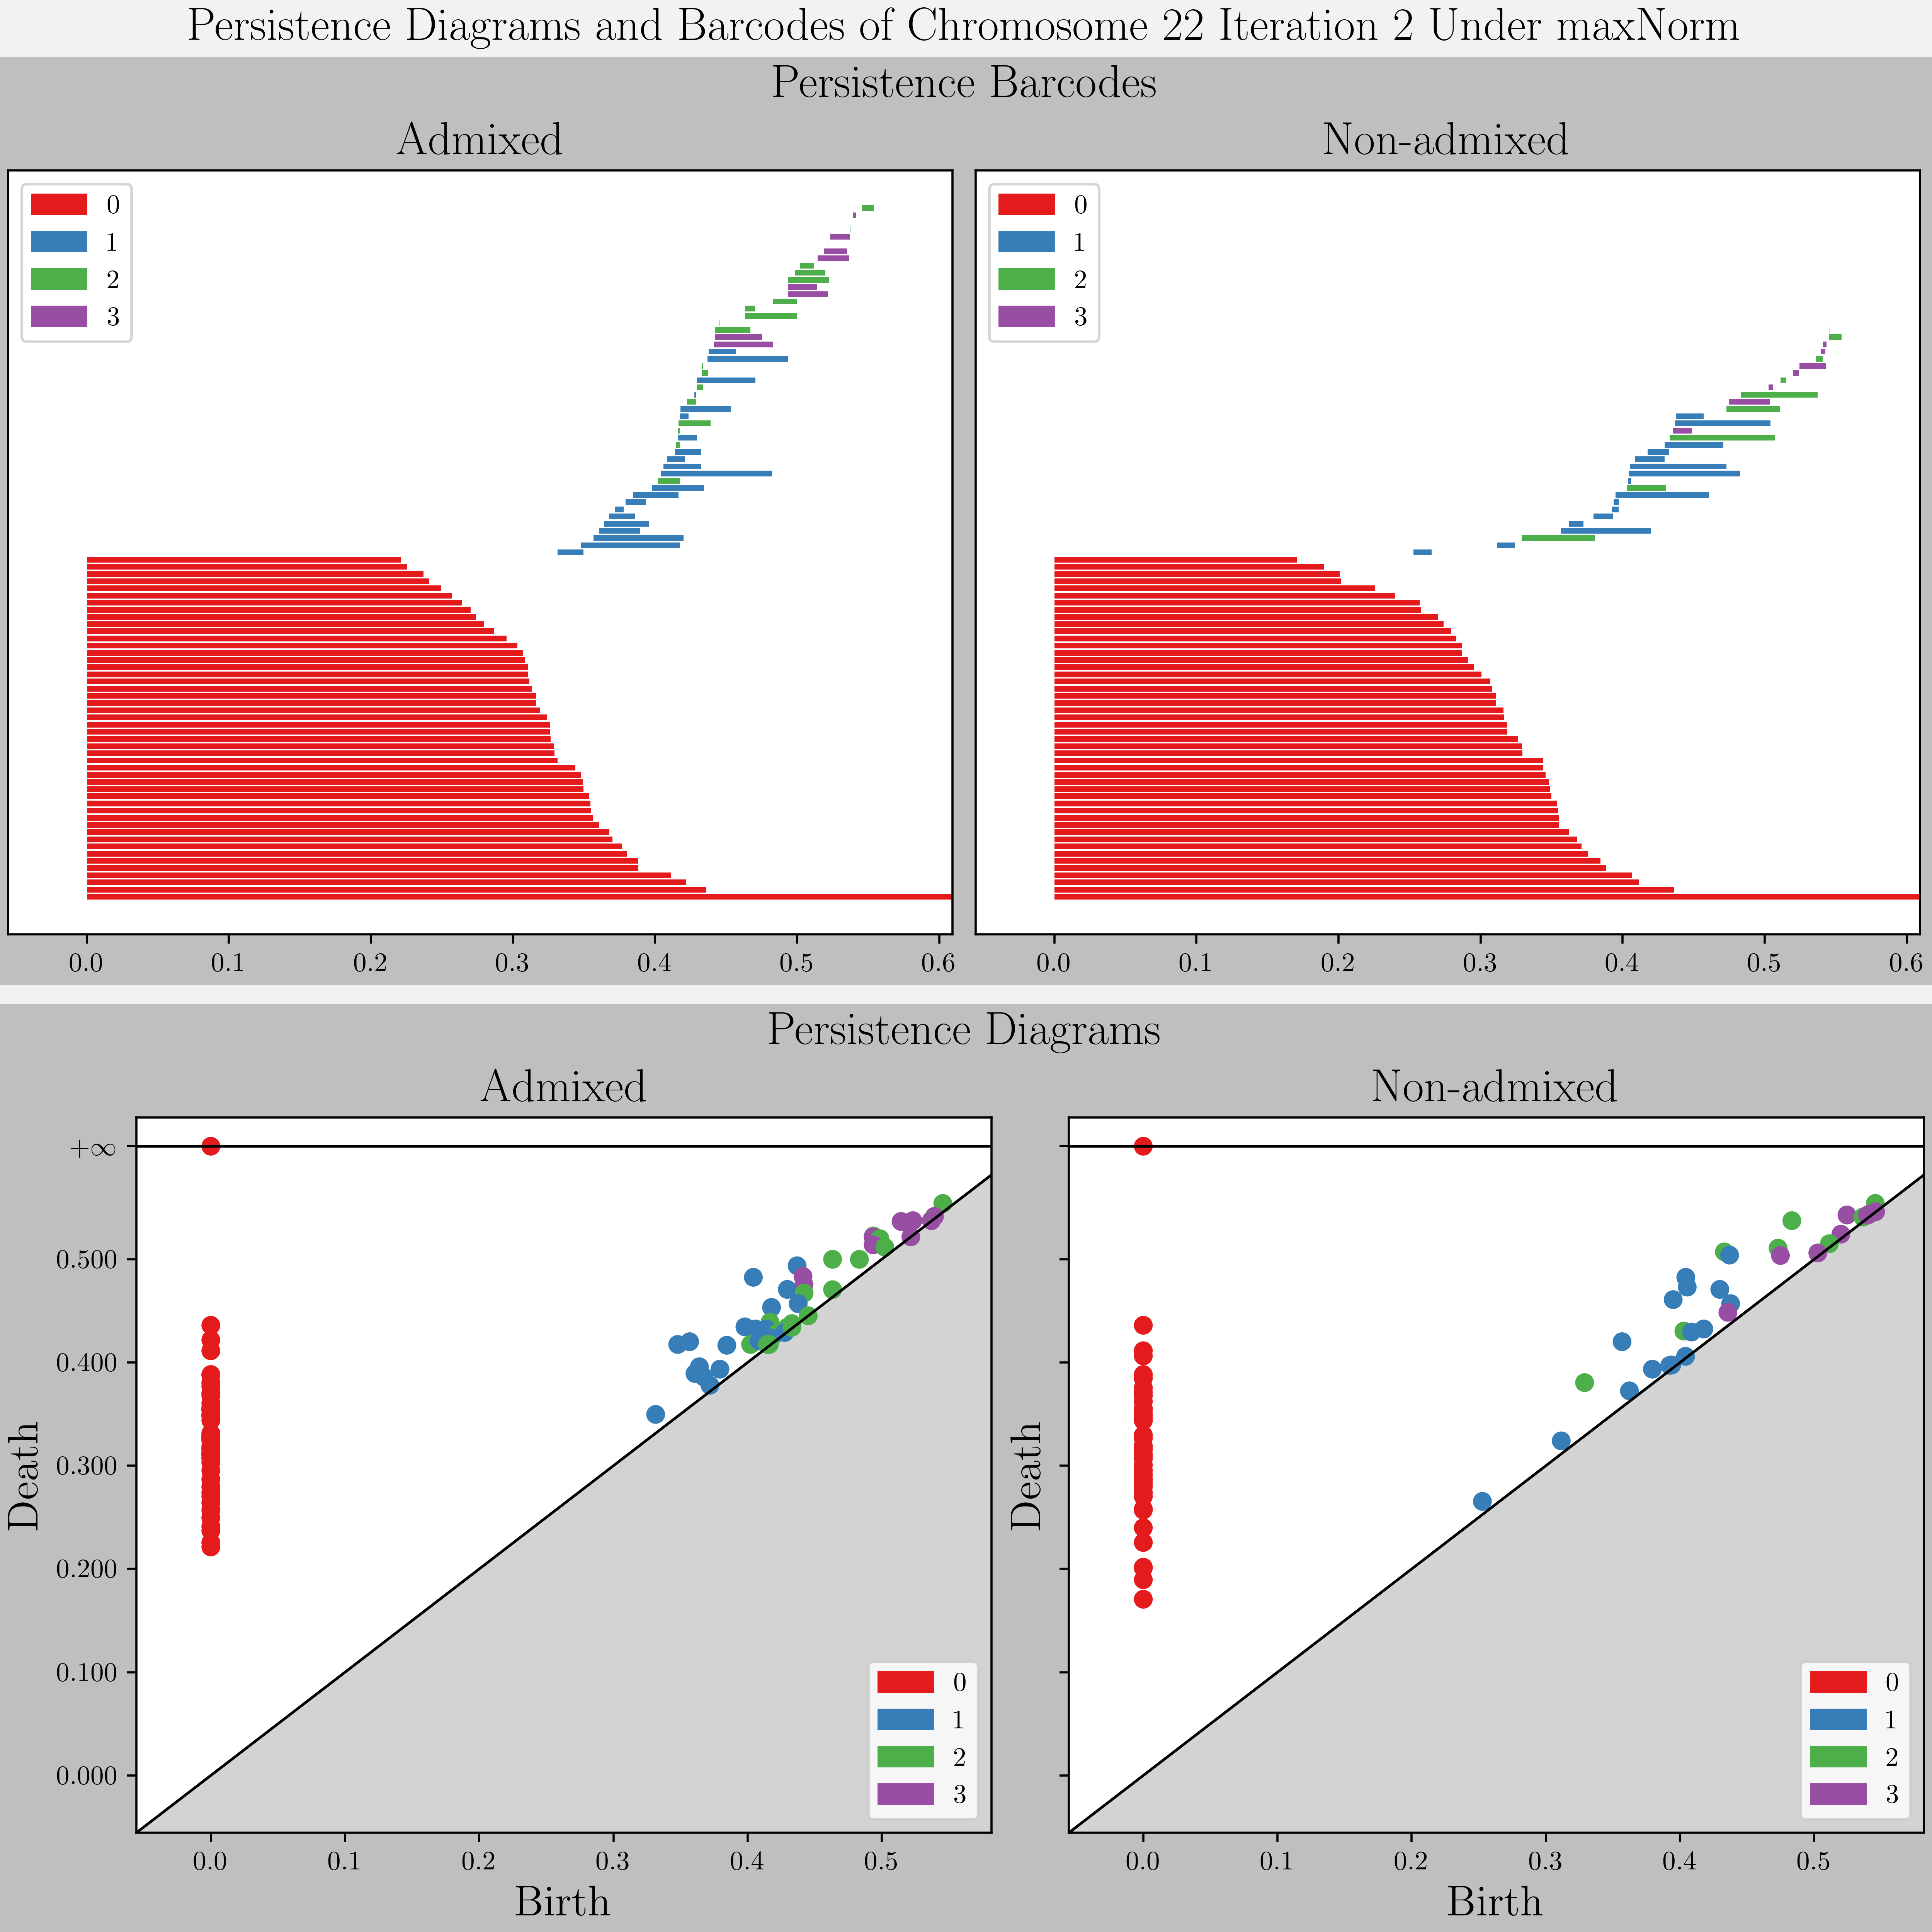 Persistence Diagrams and Barcodes of Chromosome 22 Iteration 2 Under maxNorm
Persistence Barcodes
Admixed
0
1
2
3
0.0 0.1 0.2 0.3 0.4 0.5 0.6
Non-admixed
0
1
2
3
0.0 0.1 0.2 0.3 0.4 0.5 0.6
Persistence Diagrams
Admixed
+∞
0.500
0.400
0.300
0.200
0.100
0.000
Death
0
1
2
3
0.0 0.1 0.2 0.3 0.4 0.5
Birth
Non-admixed
Death
0
1
2
3
0.0 0.1 0.2 0.3 0.4 0.5
Birth